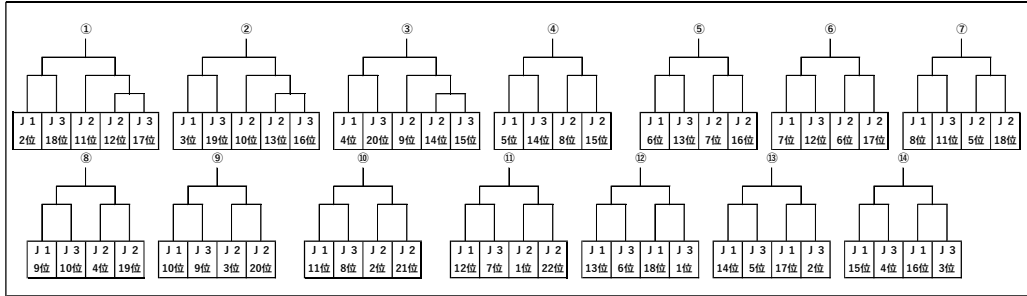 ① ② ③ ④ ⑤ ⑥ ⑦
Ｊ１ Ｊ３ Ｊ２ Ｊ２ Ｊ３ Ｊ１ Ｊ３ Ｊ２ Ｊ２ Ｊ３ Ｊ１ Ｊ３ Ｊ２ Ｊ２ Ｊ３ Ｊ１ Ｊ３ Ｊ２ Ｊ２ Ｊ１ Ｊ３ Ｊ２ Ｊ２ Ｊ１ Ｊ３ Ｊ２ Ｊ２ Ｊ１ Ｊ３ Ｊ２ Ｊ２
2位 18位 11位 12位 17位 3位 19位 10位 13位 16位 4位 20位 9位 14位 15位 5位 14位 8位 15位 6位 13位 7位 16位 7位 12位 6位 17位 8位 11位 5位 18位
⑧ ⑨ ⑩ ⑪ ⑫ ⑬ ⑭
Ｊ１ Ｊ３ Ｊ２ Ｊ２ Ｊ１ Ｊ３ Ｊ２ Ｊ２ Ｊ１ Ｊ３ Ｊ２ Ｊ２ Ｊ１ Ｊ３ Ｊ２ Ｊ２ Ｊ１ Ｊ３ Ｊ１ Ｊ３ Ｊ１ Ｊ３ Ｊ１ Ｊ３ Ｊ１ Ｊ３ Ｊ１ Ｊ３
9位 10位 4位 19位 10位 9位 3位 20位 11位 8位 2位 21位 12位 7位 1位 22位 13位 6位 18位 1位 14位 5位 17位 2位 15位 4位 16位 3位